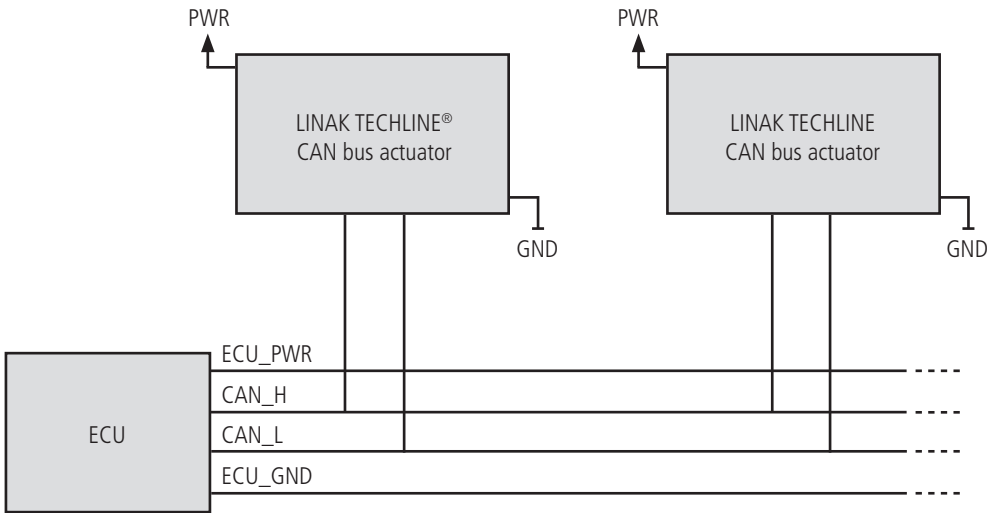 PWR
PWR
LINAK TECHLINE®
CAN bus actuator
LINAK TECHLINE
CAN bus actuator
GND
GND
ECU
ECU_PWR
CAN_H
CAN_L
ECU_GND